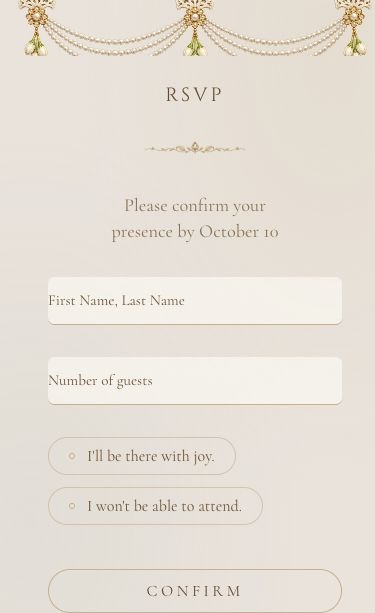 RSVP
Please confirm your
presence by October 10
First Name, Last Name
Number of guests
I'll be there with joy.
I won't be able to attend.
CONFIRM